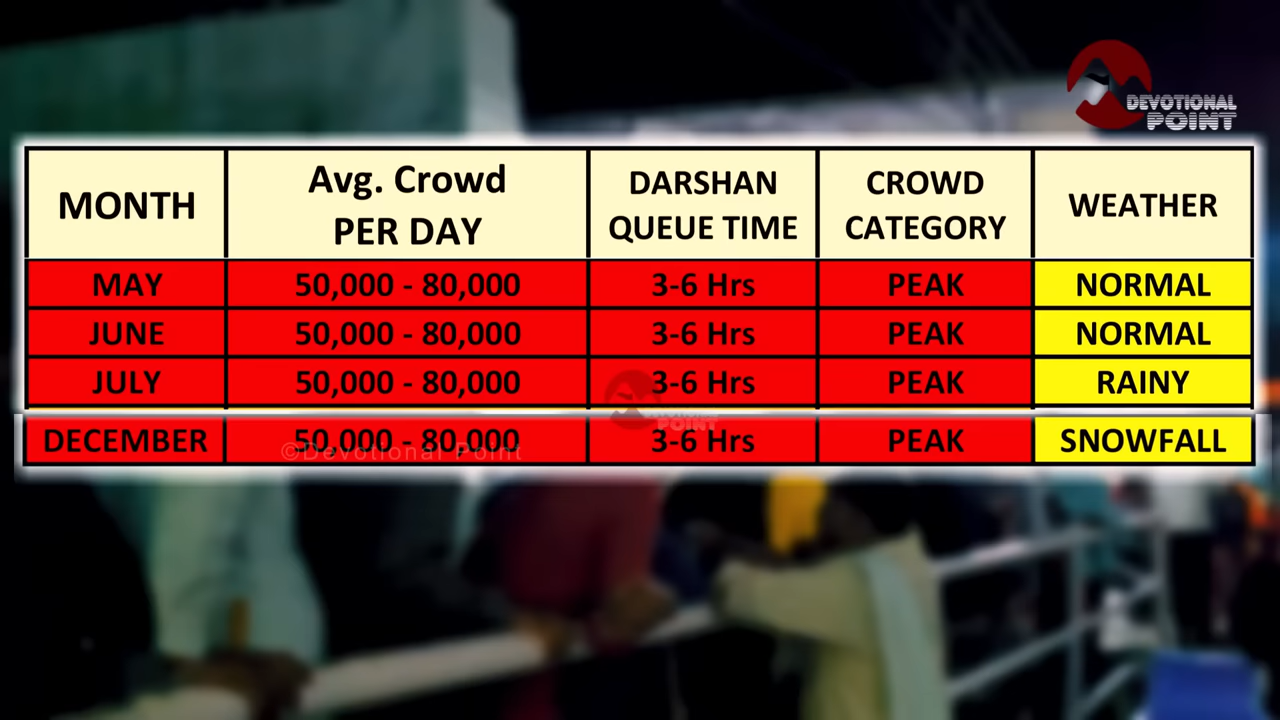 DEVOTIONAL
POINT
MONTH Avg. Crowd PER DAY DARSHAN QUEUE TIME CROWD CATEGORY WEATHER
MAY 50,000 - 80,000 3-6 Hrs PEAK NORMAL
JUNE 50,000 - 80,000 3-6 Hrs PEAK NORMAL
JULY 50,000 - 80,000 3-6 Hrs PEAK RAINY
DEVOTIONAL
POINT
DECEMBER 50,000 - 80,000 3-6 Hrs PEAK SNOWFALL
©Devotional Point